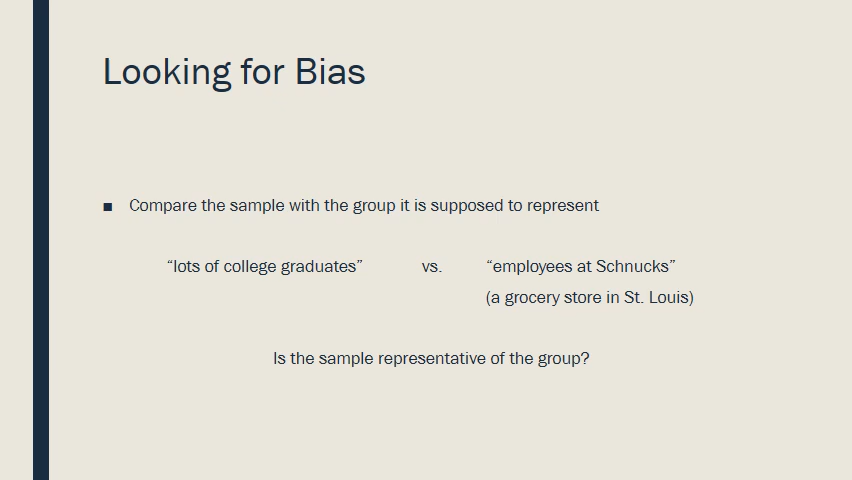 Looking for Bias
▪ Compare the sample with the group it is supposed to represent
“lots of college graduates” vs. “employees at Schnucks”
(a grocery store in St. Louis)
Is the sample representative of the group?